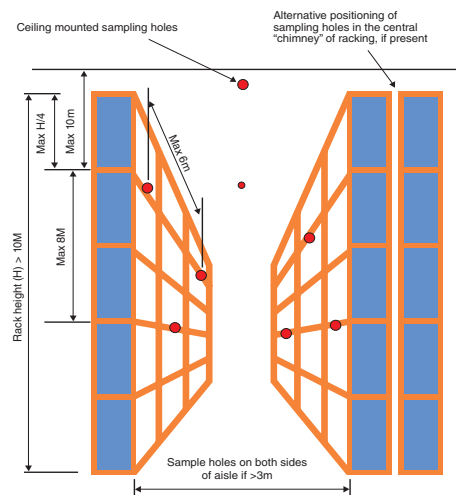 Alternative positioning of
sampling holes in the central
“chimney” of racking, if present
Ceiling mounted sampling holes
Max H/4
Max 10m
Max 6m
Max 8M
Rack height (H) > 10M
Sample holes on both sides
of aisle if >3m